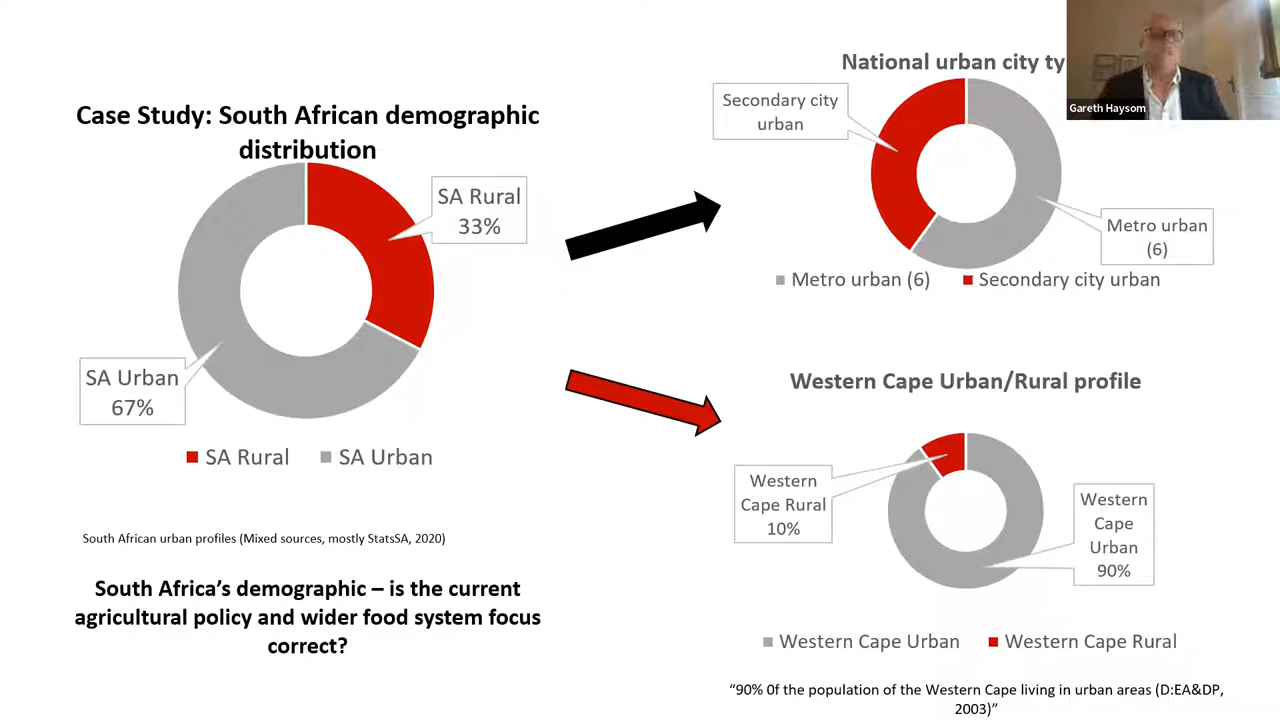 Case Study: South African demographic
distribution
SA Rural
33%
SA Urban
67%
SA Rural
SA Urban
South African urban profiles (Mixed sources, mostly StatsSA, 2020)
South Africa’s demographic – is the current
agricultural policy and wider food system focus
correct?
National urban city ty
Secondary city
urban
Metro urban
(6)
Metro urban (6)
Secondary city urban
Western Cape Urban/Rural profile
Western
Cape Rural
10%
Western
Cape
Urban
90%
Western Cape Urban
Western Cape Rural
“90% 0f the population of the Western Cape living in urban areas (D:EA&DP,
2003)”
Gareth Haysom